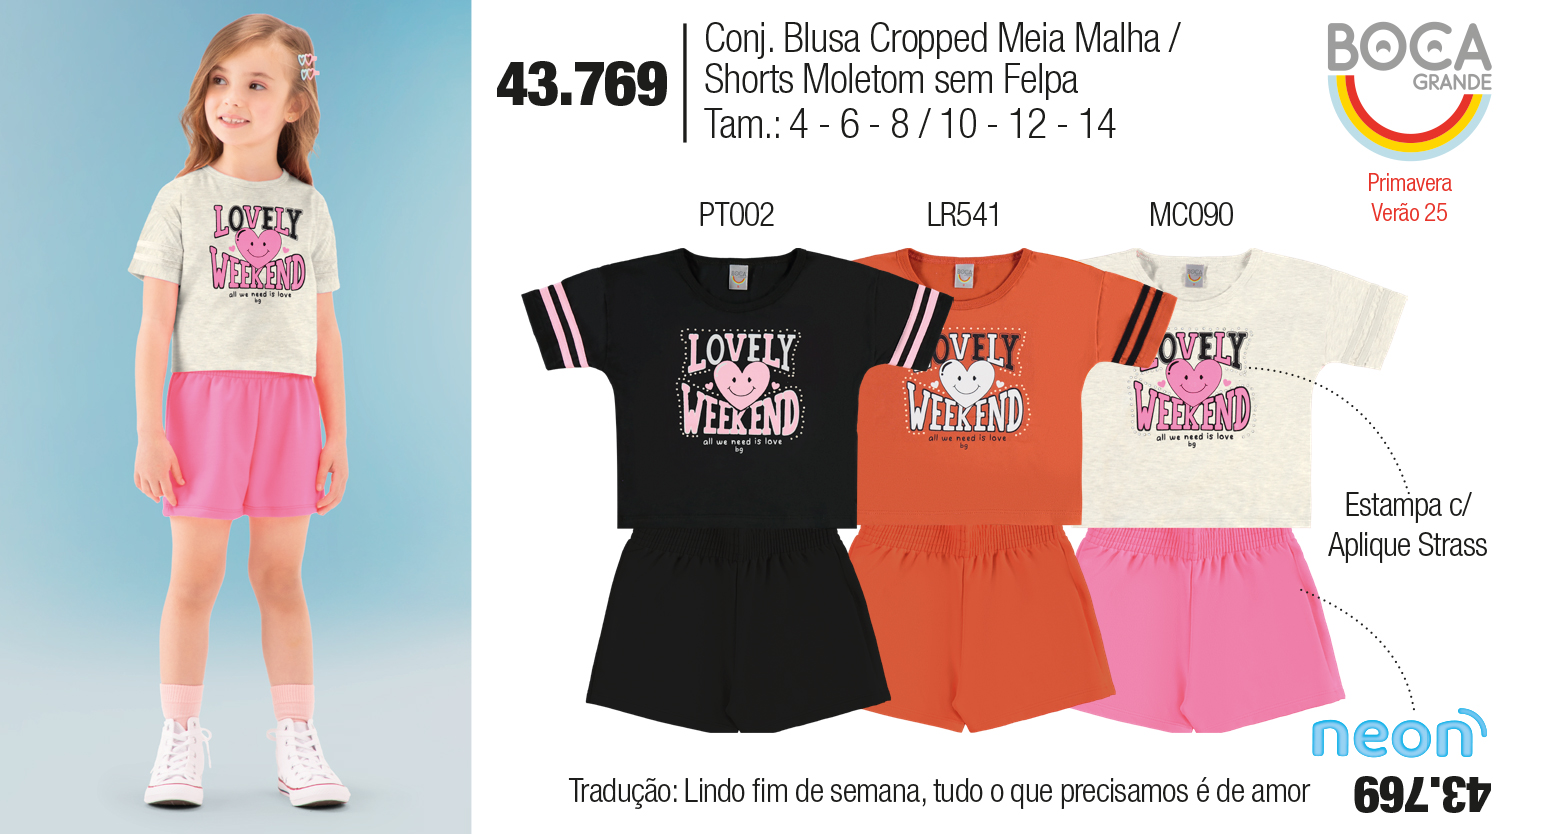 43.769
Conj. Blusa Cropped Meia Malha /
Shorts Moletom sem Felpa
Tam.: 4 - 6 - 8 / 10 - 12 - 14
BOCA
GRANDE
Primavera
Verão 25
LOVELY
WEEKEND
all we need is love
bg
PT002
LR541
MC090
BOCA
LOVELY
WEEKEND
all we need is love
bg
BOCA
LOVELY
WEEKEND
all we need is love
bg
LOVELY
WEEKEND
all we need is love
bg
Estampa c/
Aplique Strass
neon
Tradução: Lindo fim de semana, tudo o que precisamos é de amor
43.769